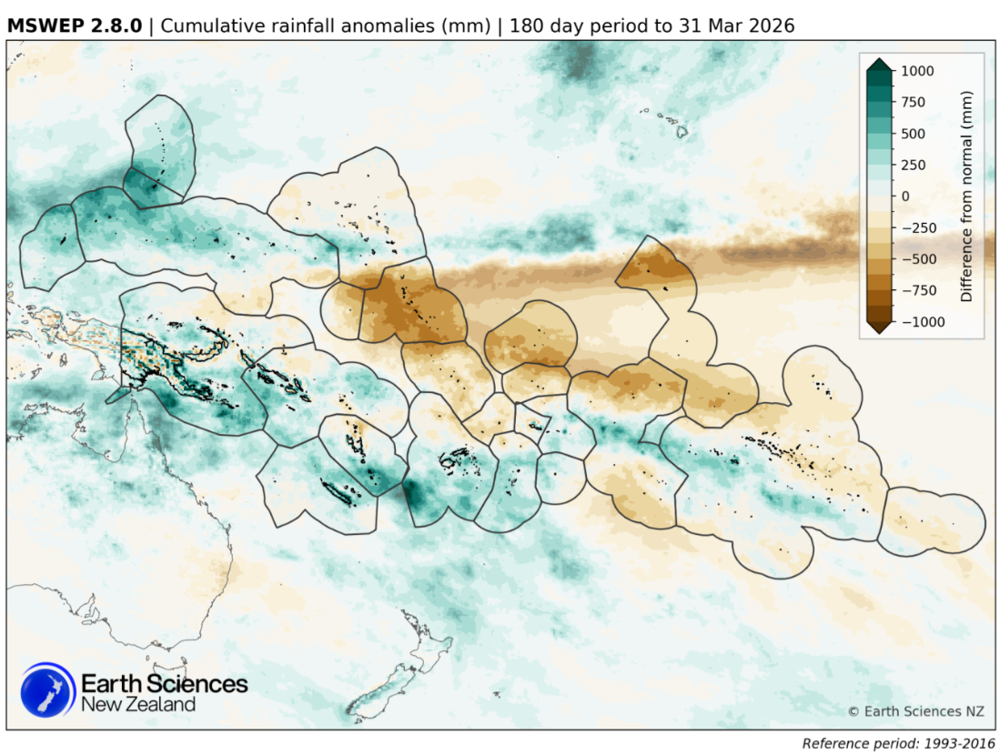 MSWEP 2.8.0 | Cumulative rainfall anomalies (mm) | 180 day period to 31 Mar 2026
1000
750
500
250
0
−250
−500
−750
−1000
Difference from normal (mm)
Earth Sciences
New Zealand
© Earth Sciences NZ
Reference period: 1993-2016